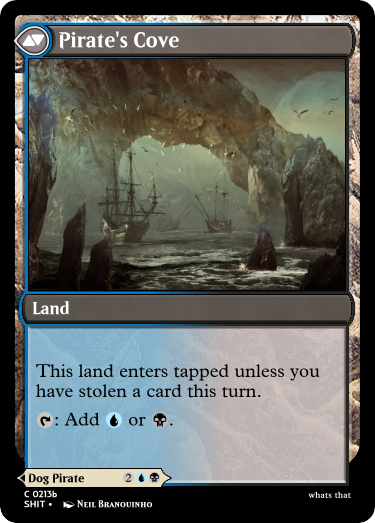 Pirate's Cove
Land
This land enters tapped unless you
have stolen a card this turn.
: Add or .
Dog Pirate 2
C 0213b
SHIT • Neil Branquinho
whats that